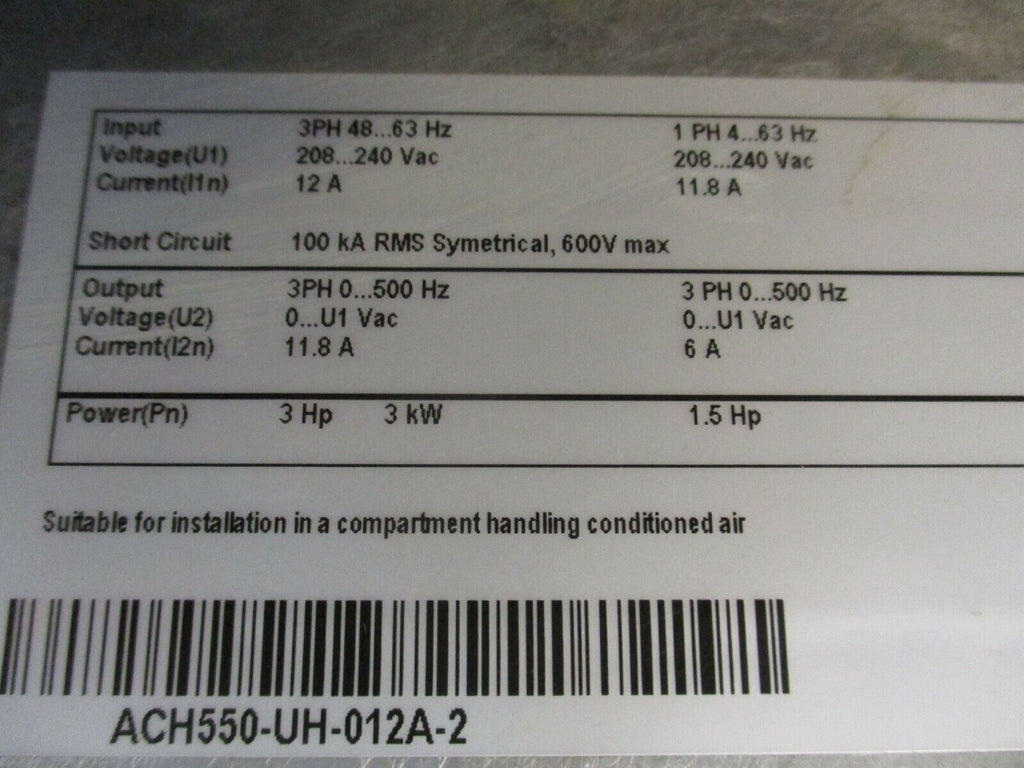 Input 3PH 48...63 Hz 1 PH 4...63 Hz
Voltage(U1) 208...240 Vac 208...240 Vac
Current(I1n) 12 A 11.8 A
Short Circuit 100 kA RMS Symetrical, 600V max
Output 3PH 0...500 Hz 3 PH 0...500 Hz
Voltage(U2) 0...U1 Vac 0...U1 Vac
Current(I2n) 11.8 A 6 A
Power(Pn) 3 Hp 3 kW 1.5 Hp
Suitable for installation in a compartment handling conditioned air
ACH550-UH-012A-2